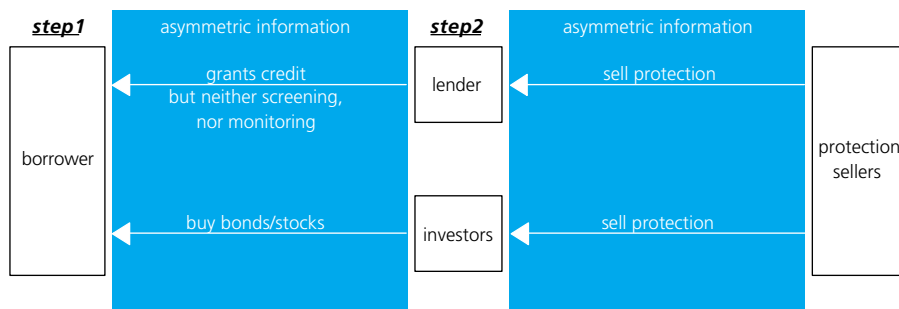 step1
asymmetric information
step2
asymmetric information
grants credit
but neither screening,
nor monitoring
lender
sell protection
borrower
protection
sellers
buy bonds/stocks
investors
sell protection